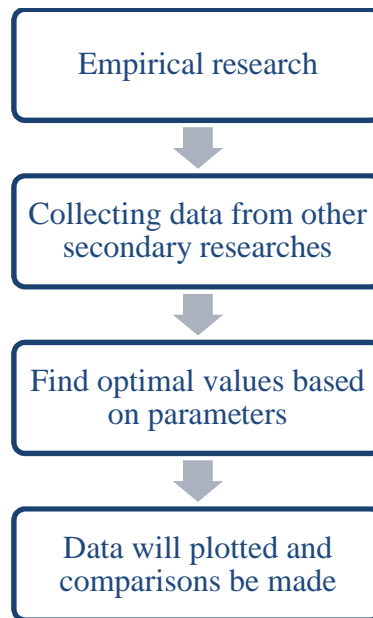 Empirical research
Collecting data from other
secondary researches
Find optimal values based
on parameters
Data will plotted and
comparisons be made